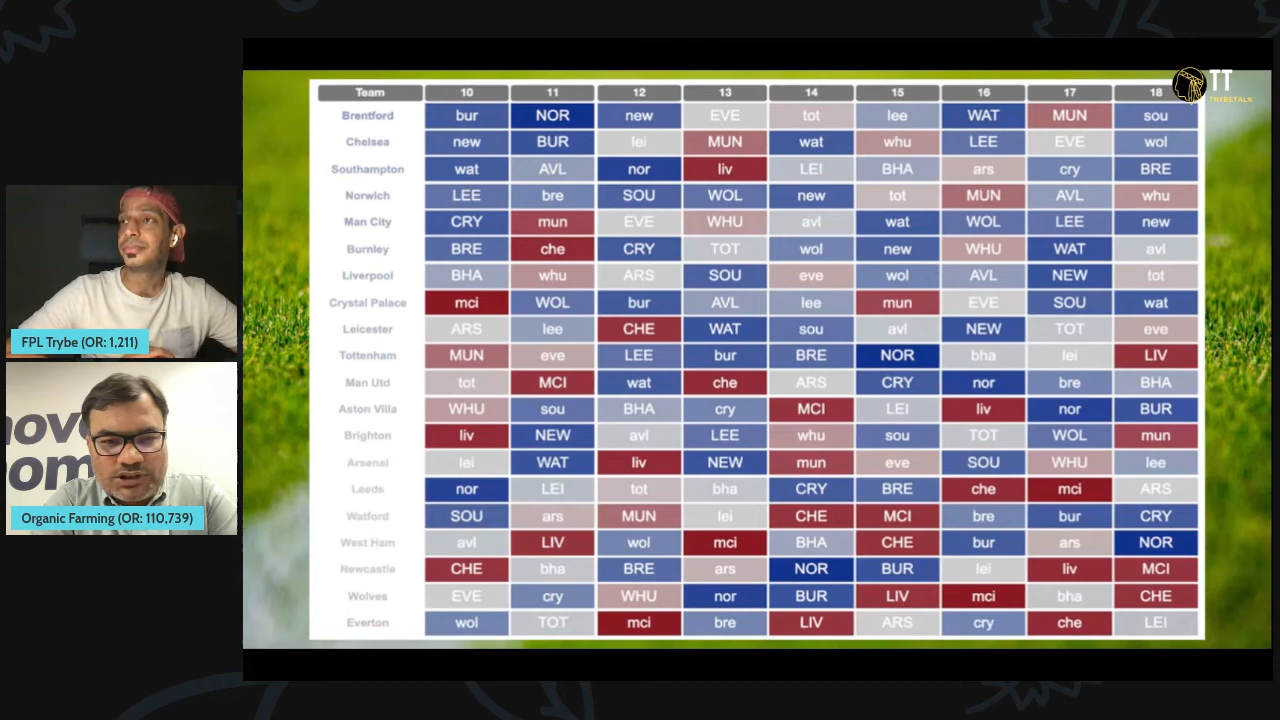 TT
TRYBETALK
Team 10 11 12 13 14 15 16 17 18
Brentford bur NOR new EVE tot lee WAT MUN sou
Chelsea new BUR lei MUN wat whu LEE EVE wol
Southampton wat AVL nor liv LEI BHA ars cry BRE
Norwich LEE bre SOU WOL new tot MUN AVL whu
Man City CRY mun EVE WHU avl wat WOL LEE new
Burnley BRE che CRY TOT wol new WHU WAT avl
Liverpool BHA whu ARS SOU eve wol AVL NEW tot
Crystal Palace mci WOL bur AVL lee mun EVE SOU wat
Leicester ARS lee CHE WAT sou avl NEW TOT eve
Tottenham MUN eve LEE bur BRE NOR bha lei LIV
Man Utd tot MCI wat che ARS CRY nor bre BHA
Aston Villa WHU sou BHA cry MCI LEI liv nor BUR
Brighton liv NEW avl LEE whu sou TOT WOL mun
Arsenal lei WAT liv NEW mun eve SOU WHU lee
Leeds nor LEI tot bha CRY BRE che mci ARS
Watford SOU ars MUN lei CHE MCI bre bur CRY
West Ham avl LIV wol mci BHA CHE bur ars NOR
Newcastle CHE bha BRE ars NOR BUR lei liv MCI
Wolves EVE cry WHU nor BUR LIV mci bha CHE
Everton wol TOT mci bre LIV ARS cry che LEI
FPL Trybe (OR: 1,211)
Organic Farming (OR: 110,739)